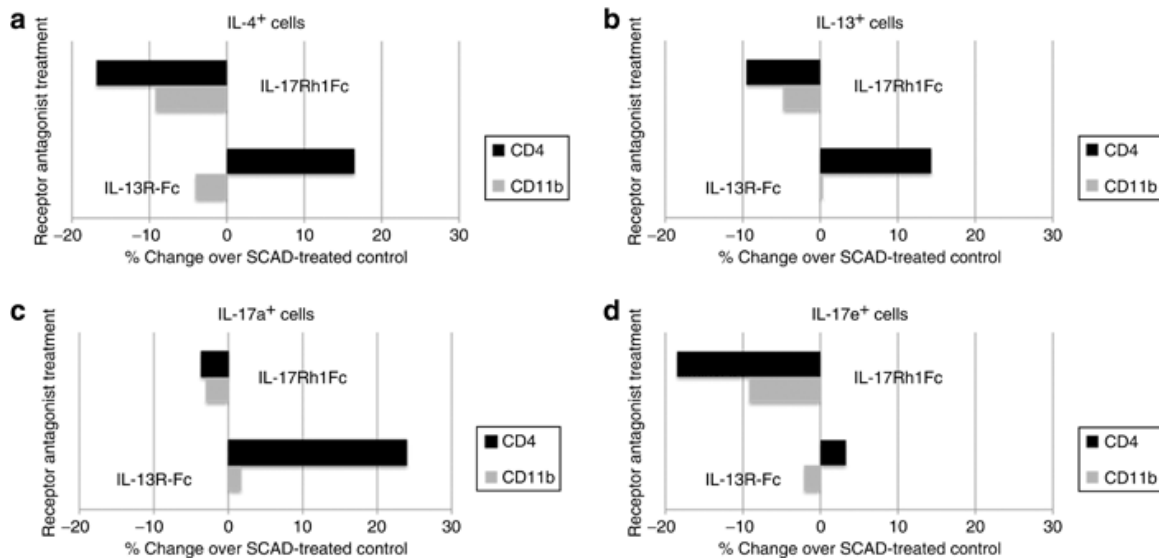 a
IL-4+ cells
−20 −10 0 10 20 30
Receptor antagonist treatment
IL-17Rh1Fc
IL-13R-Fc
CD4
CD11b
% Change over SCAD-treated control
b
IL-13+ cells
Receptor antagonist treatment
IL-17Rh1Fc
IL-13R-Fc
CD4
CD11b
−20 −10 0 10 20 30
% Change over SCAD-treated control
c
IL-17a+ cells
Receptor antagonist treatment
IL-17Rh1Fc
IL-13R-Fc
CD4
CD11b
−20 −10 0 10 20 30
% Change over SCAD-treated control
d
IL-17e+ cells
Receptor antagonist treatment
IL-17Rh1Fc
IL-13R-Fc
CD4
CD11b
−20 −10 0 10 20 30
% Change over SCAD-treated control